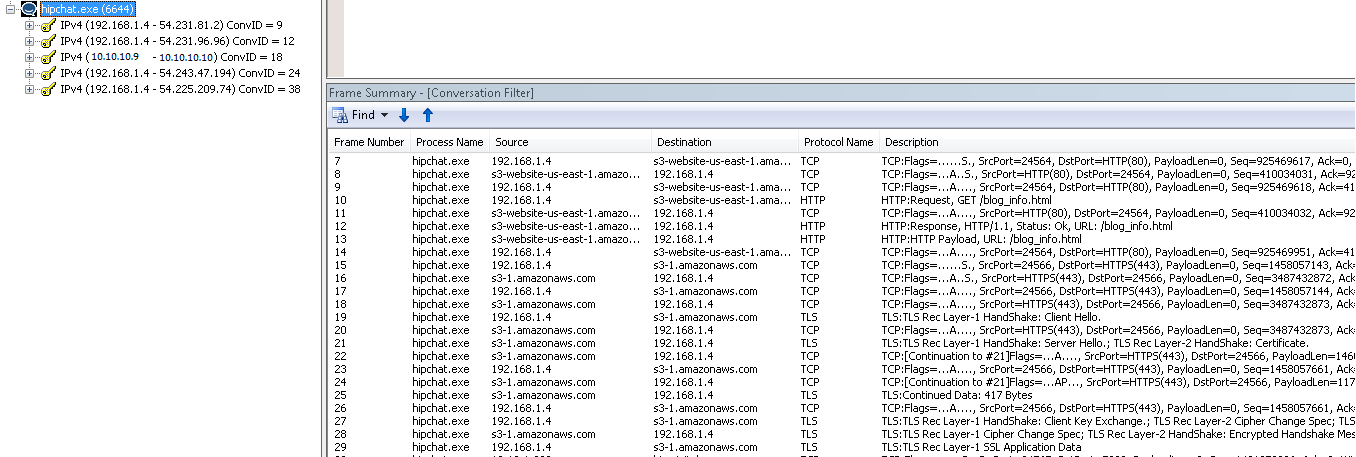 hipchat.exe (6644)
IPv4 (192.168.1.4 - 54.231.81.2) ConvID = 9
IPv4 (192.168.1.4 - 54.231.96.96) ConvID = 12
IPv4 ( 10.10.10.9 - 10.10.10.10) ConvID = 18
IPv4 (192.168.1.4 - 54.243.47.194) ConvID = 24
IPv4 (192.168.1.4 - 54.225.209.74) ConvID = 38
Frame Summary - [Conversation Filter]
Find
Frame Number Process Name Source Destination Protocol Name Description
7 hipchat.exe 192.168.1.4 s3-website-us-east-1.ama... TCP TCP:Flags=......S., SrcPort=24564, DstPort=HTTP(80), PayloadLen=0, Seq=925469617, Ack=0,
8 hipchat.exe s3-website-us-east-1.amazo... 192.168.1.4 TCP TCP:Flags=...A..S., SrcPort=HTTP(80), DstPort=24564, PayloadLen=0, Seq=410034031, Ack=92
9 hipchat.exe 192.168.1.4 s3-website-us-east-1.ama... TCP TCP:Flags=...A...., SrcPort=24564, DstPort=HTTP(80), PayloadLen=0, Seq=925469618, Ack=41
10 hipchat.exe 192.168.1.4 s3-website-us-east-1.ama... HTTP HTTP:Request, GET /blog_info.html
11 hipchat.exe s3-website-us-east-1.amazo... 192.168.1.4 TCP TCP:Flags=...A...., SrcPort=HTTP(80), DstPort=24564, PayloadLen=0, Seq=410034032, Ack=92
12 hipchat.exe s3-website-us-east-1.amazo... 192.168.1.4 HTTP HTTP:Response, HTTP/1.1, Status: Ok, URL: /blog_info.html
13 hipchat.exe s3-website-us-east-1.amazo... 192.168.1.4 HTTP HTTP:HTTP Payload, URL: /blog_info.html
14 hipchat.exe 192.168.1.4 s3-website-us-east-1.ama... TCP TCP:Flags=...A...., SrcPort=24564, DstPort=HTTP(80), PayloadLen=0, Seq=925469951, Ack=41
15 hipchat.exe 192.168.1.4 s3-1.amazonaws.com TCP TCP:Flags=......S., SrcPort=24566, DstPort=HTTPS(443), PayloadLen=0, Seq=1458057143, Ack=
16 hipchat.exe s3-1.amazonaws.com 192.168.1.4 TCP TCP:Flags=...A..S., SrcPort=HTTPS(443), DstPort=24566, PayloadLen=0, Seq=3487432872, Ack=
17 hipchat.exe 192.168.1.4 s3-1.amazonaws.com TCP TCP:Flags=...A...., SrcPort=24566, DstPort=HTTPS(443), PayloadLen=0, Seq=1458057144, Ack=
18 hipchat.exe 192.168.1.4 s3-1.amazonaws.com TCP TCP:Flags=...A...., SrcPort=HTTPS(443), DstPort=24566, PayloadLen=0, Seq=3487432873, Ack=
19 hipchat.exe 192.168.1.4 s3-1.amazonaws.com TLS TLS:TLS Rec Layer-1 HandShake: Client Hello.
20 hipchat.exe s3-1.amazonaws.com 192.168.1.4 TCP TCP:Flags=...A...., SrcPort=HTTPS(443), DstPort=24566, PayloadLen=0, Seq=3487432873, Ack=
21 hipchat.exe s3-1.amazonaws.com 192.168.1.4 TLS TLS:TLS Rec Layer-1 HandShake: Server Hello.; TLS Rec Layer-2 HandShake: Certificate.
22 hipchat.exe s3-1.amazonaws.com 192.168.1.4 TCP TCP:[Continuation to #21]Flags=...A...., SrcPort=HTTPS(443), DstPort=24566, PayloadLen=146
23 hipchat.exe 192.168.1.4 s3-1.amazonaws.com TCP TCP:Flags=...A...., SrcPort=24566, DstPort=HTTPS(443), PayloadLen=0, Seq=1458057661, Ack=
24 hipchat.exe s3-1.amazonaws.com 192.168.1.4 TCP TCP:[Continuation to #21]Flags=...AP..., SrcPort=HTTPS(443), DstPort=24566, PayloadLen=117
25 hipchat.exe s3-1.amazonaws.com 192.168.1.4 TLS TLS:Continued Data: 417 Bytes
26 hipchat.exe 192.168.1.4 s3-1.amazonaws.com TCP TCP:Flags=...A...., SrcPort=24566, DstPort=HTTPS(443), PayloadLen=0, Seq=1458057661, Ack=
27 hipchat.exe 192.168.1.4 s3-1.amazonaws.com TLS TLS:TLS Rec Layer-1 HandShake: Client Key Exchange.; TLS Rec Layer-2 Cipher Change Spec; TL
28 hipchat.exe s3-1.amazonaws.com 192.168.1.4 TLS TLS:TLS Rec Layer-1 Cipher Change Spec; TLS Rec Layer-2 HandShake: Encrypted Handshake Mes
29 hipchat.exe 192.168.1.4 s3-1.amazonaws.com TLS TLS:TLS Rec Layer-1 SSL Application Data